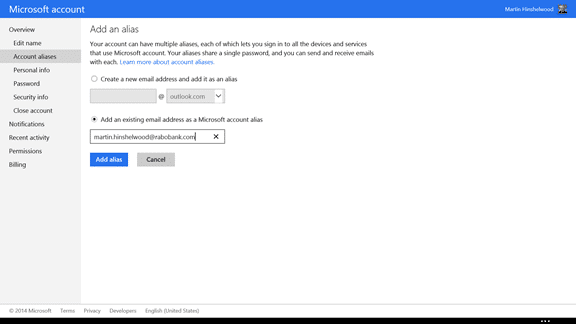 Microsoft account
Martin Hinshelwood
Overview
Edit name
Account aliases
Personal info
Password
Security info
Close account
Notifications
Recent activity
Permissions
Billing
Add an alias
Your account can have multiple aliases, each of which lets you sign in to all the devices and services
that use Microsoft account. Your aliases share a single password, and you can send and receive emails
with each. Learn more about account aliases.
Create a new email address and add it as an alias
@ outlook.com
Add an existing email address as a Microsoft account alias
martin.hinshelwood@rabobank.com
Add alias Cancel
© 2014 Microsoft Terms Privacy Developers English (United States)